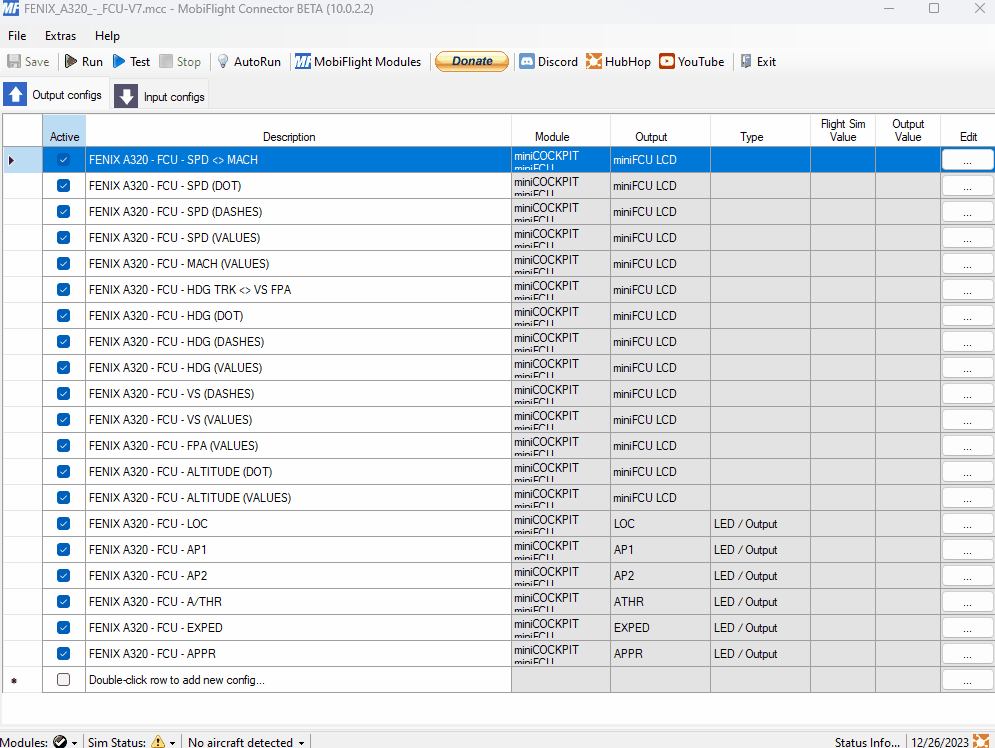 MF FENIX_A320_-_FCU-V7.mcc - MobiFlight Connector BETA (10.0.2.2)
File Extras Help
Save Run Test Stop AutoRun MF MobiFlight Modules Donate Discord HubHop YouTube Exit
Output configs Input configs
Active Description Module Output Type Flight Sim Value Output Value Edit
FENIX A320 - FCU - SPD <> MACH miniCOCKPIT miniFCU miniFCU LCD ...
FENIX A320 - FCU - SPD (DOT) miniCOCKPIT miniFCU miniFCU LCD ...
FENIX A320 - FCU - SPD (DASHES) miniCOCKPIT miniFCU miniFCU LCD ...
FENIX A320 - FCU - SPD (VALUES) miniCOCKPIT miniFCU miniFCU LCD ...
FENIX A320 - FCU - MACH (VALUES) miniCOCKPIT miniFCU miniFCU LCD ...
FENIX A320 - FCU - HDG TRK <> VS FPA miniCOCKPIT miniFCU miniFCU LCD ...
FENIX A320 - FCU - HDG (DOT) miniCOCKPIT miniFCU miniFCU LCD ...
FENIX A320 - FCU - HDG (DASHES) miniCOCKPIT miniFCU miniFCU LCD ...
FENIX A320 - FCU - HDG (VALUES) miniCOCKPIT miniFCU miniFCU LCD ...
FENIX A320 - FCU - VS (DASHES) miniCOCKPIT miniFCU miniFCU LCD ...
FENIX A320 - FCU - VS (VALUES) miniCOCKPIT miniFCU miniFCU LCD ...
FENIX A320 - FCU - FPA (VALUES) miniCOCKPIT miniFCU miniFCU LCD ...
FENIX A320 - FCU - ALTITUDE (DOT) miniCOCKPIT miniFCU miniFCU LCD ...
FENIX A320 - FCU - ALTITUDE (VALUES) miniCOCKPIT miniFCU miniFCU LCD ...
FENIX A320 - FCU - LOC miniCOCKPIT miniFCU LOC LED / Output ...
FENIX A320 - FCU - AP1 miniCOCKPIT miniFCU AP1 LED / Output ...
FENIX A320 - FCU - AP2 miniCOCKPIT miniFCU AP2 LED / Output ...
FENIX A320 - FCU - A/THR miniCOCKPIT miniFCU ATHR LED / Output ...
FENIX A320 - FCU - EXPED miniCOCKPIT miniFCU EXPED LED / Output ...
FENIX A320 - FCU - APPR miniCOCKPIT miniFCU APPR LED / Output ...
Double-click row to add new config... ...
Modules: Sim Status: No aircraft detected Status Info... 12/26/2023